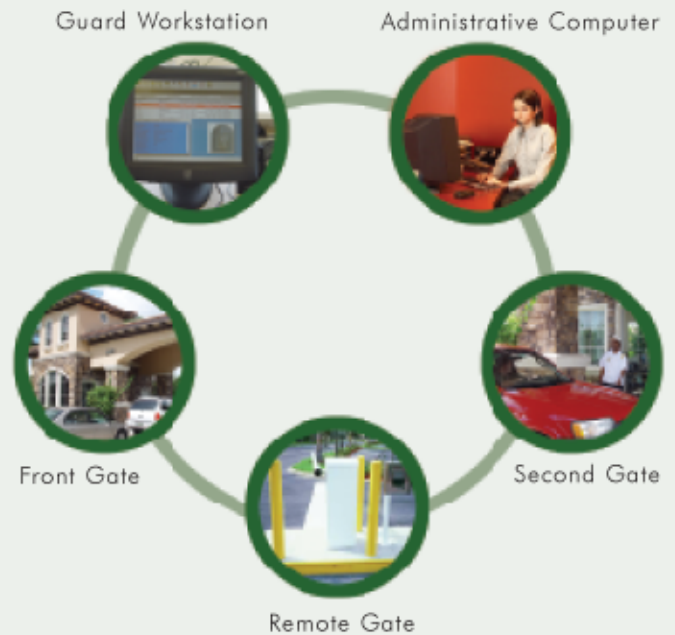 Guard Workstation
Administrative Computer
Front Gate
Second Gate
Remote Gate